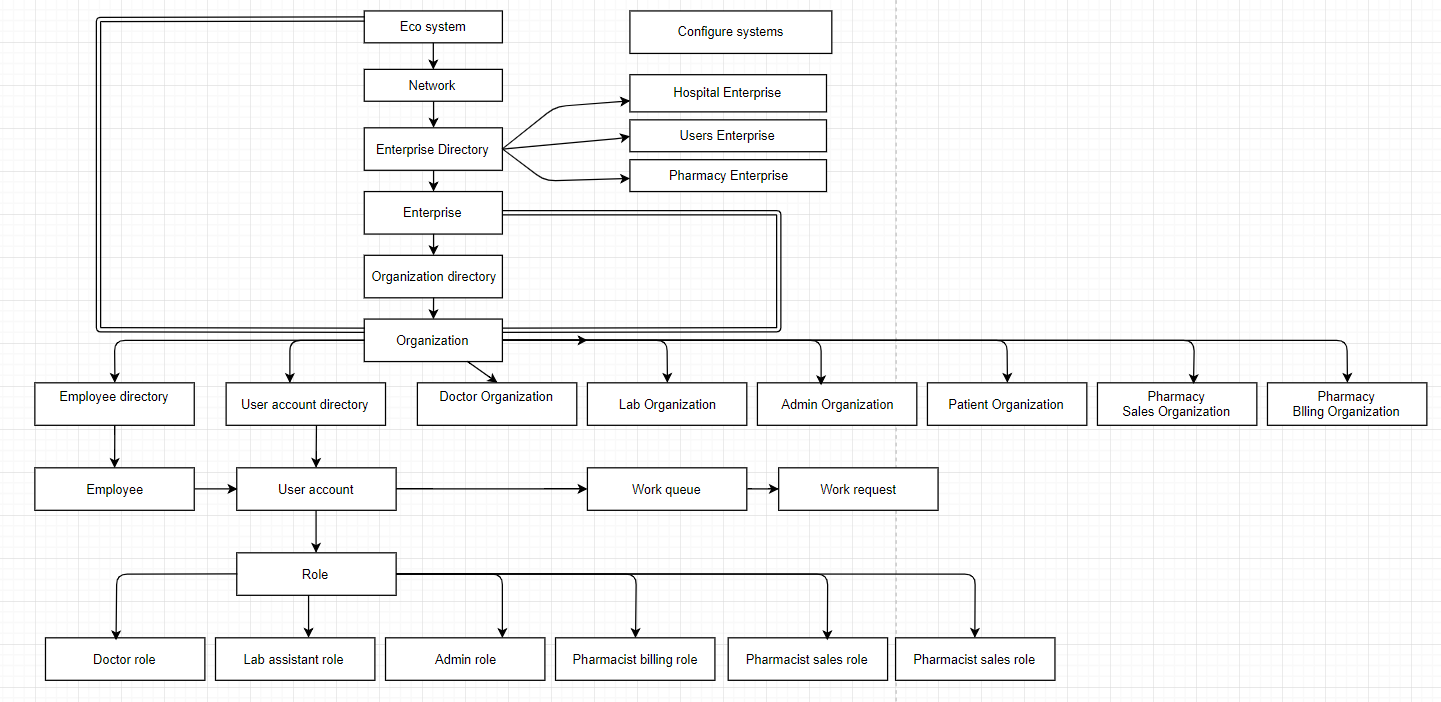 Eco system
Configure systems
Network
Hospital Enterprise
Enterprise Directory
Users Enterprise
Pharmacy Enterprise
Enterprise
Organization directory
Organization
Employee directory
User account directory
Doctor Organization
Lab Organization
Admin Organization
Patient Organization
Pharmacy
Sales Organization
Pharmacy
Blling Organization
Employee
User account
Work queue
Work request
Role
Doctor role
Lab assistant role
Admin role
Pharmacist billing role
Pharmacist sales role
Pharmacist sales role